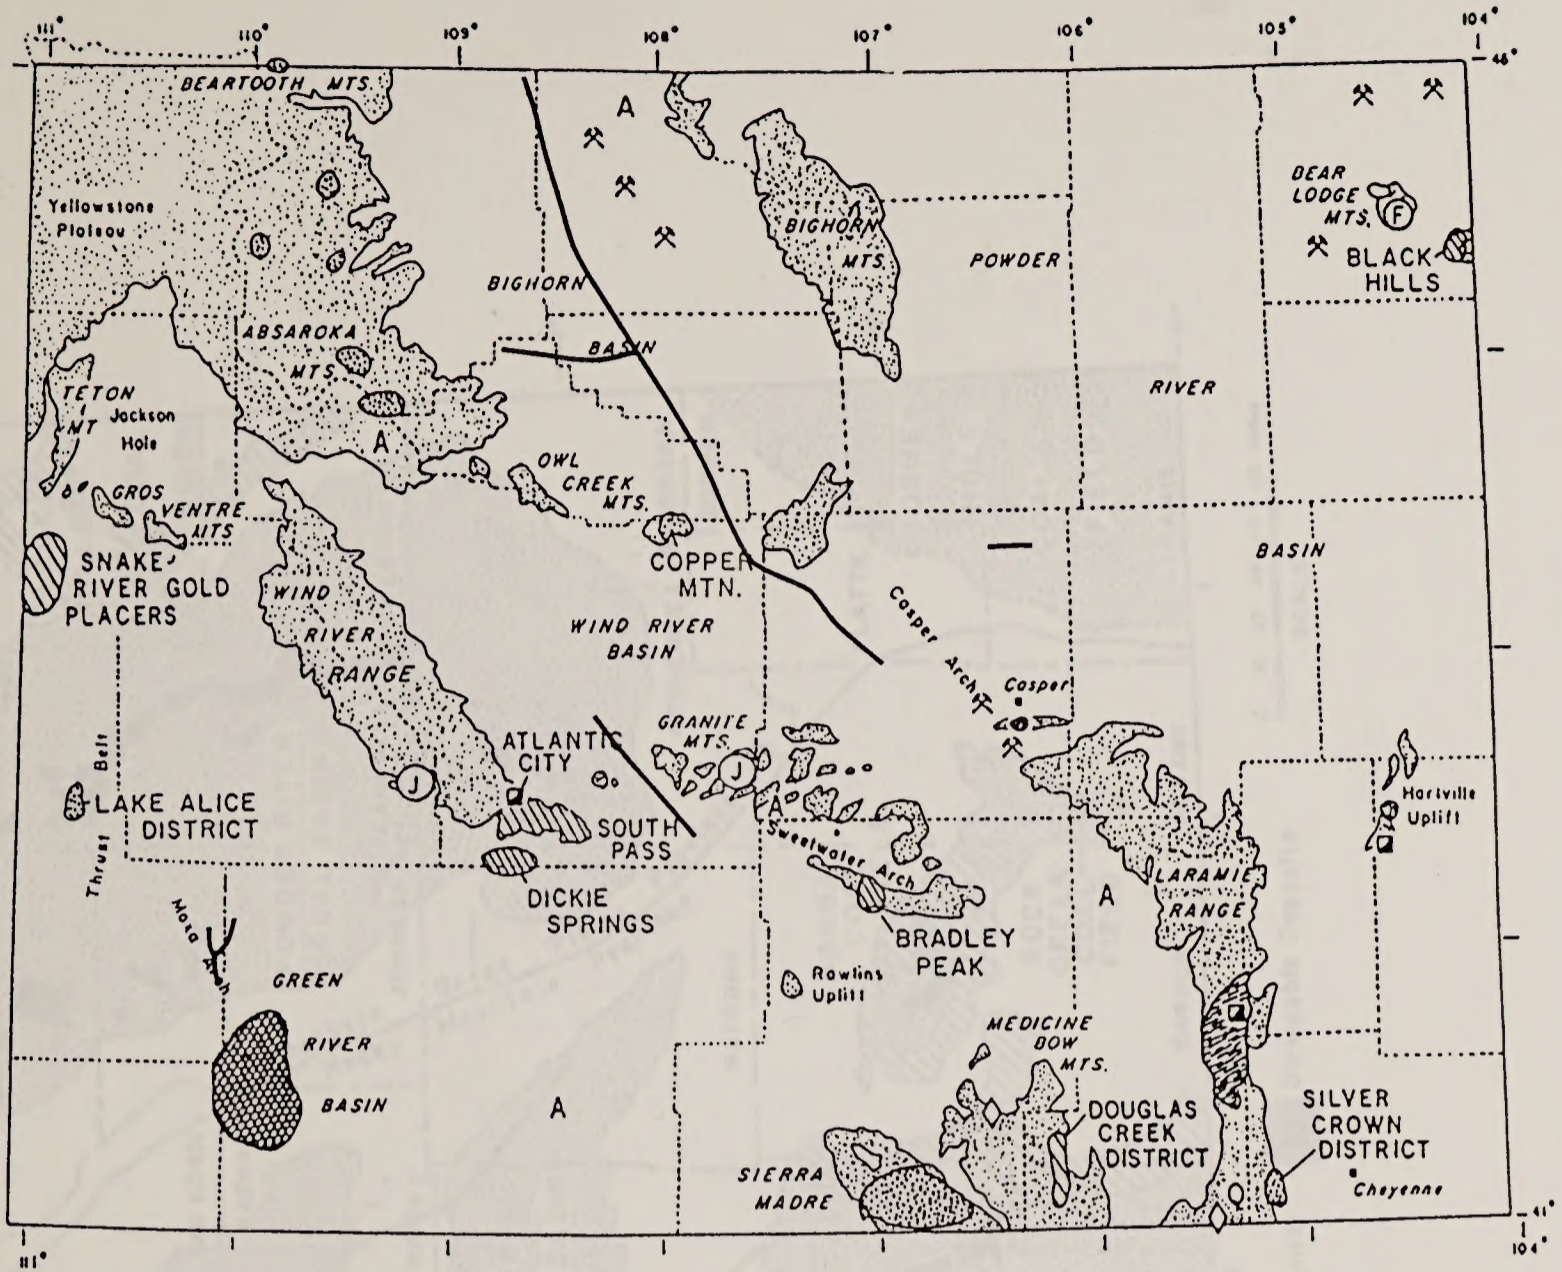 111°
110°
109°
108°
107°
106°
105°
104°
BEARTOOTH MTS.
A
BEAR
LODGE
MTS.
F
BLACK
HILLS
Yellowstone
Plateau
BIGHORN
MTS.
POWDER
BIGHORN
BASIN
ABSAROKA
MTS.
A
RIVER
TETON
MT
Jackson
Hole
OWL
CREEK
MTS.
GROS
VENTRE
MTS
SNAKE
RIVER GOLD
PLACERS
COPPER
MTN.
BASIN
WIND
RIVER
RANGE
WIND RIVER
BASIN
Casper Arch
Casper
GRANITE
MTS.
J
J
ATLANTIC
CITY
A
Thrust Belt
LAKE ALICE
DISTRICT
SOUTH
PASS
Sweetwater Arch
Hartville
Uplift
DICKIE
SPRINGS
LARAMIE
RANGE
A
BRADLEY
PEAK
Moxa Arch
GREEN
RIVER
BASIN
Rawlins
Uplift
MEDICINE
BOW
MTS.
A
DOUGLAS
CREEK
DISTRICT
SILVER
CROWN
DISTRICT
SIERRA
MADRE
Cheyenne
41°
111°
104°